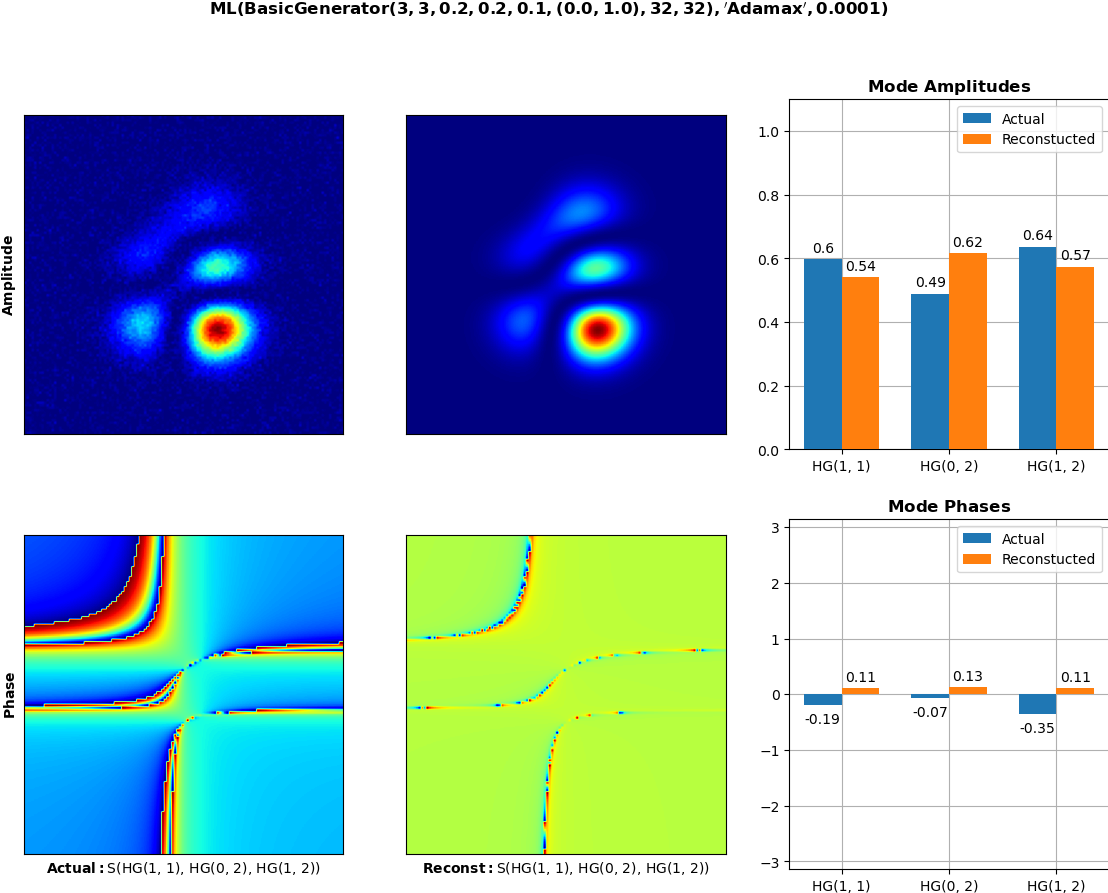 ML(BasicGenerator(3, 3, 0.2, 0.2, 0.1, (0.0, 1.0), 32, 32), ′Adamax′, 0.0001)
Amplitude
Mode Amplitudes
Actual
Reconstucted
1.0
0.8
0.6
0.4
0.2
0.0
0.6
0.54
0.49
0.62
0.64
0.57
HG(1, 1)
HG(0, 2)
HG(1, 2)
Phase
Actual: S(HG(1, 1), HG(0, 2), HG(1, 2))
Reconst: S(HG(1, 1), HG(0, 2), HG(1, 2))
Mode Phases
Actual
Reconstucted
3
2
1
0
−1
−2
−3
-0.19
0.11
-0.07
0.13
-0.35
0.11
HG(1, 1)
HG(0, 2)
HG(1, 2)